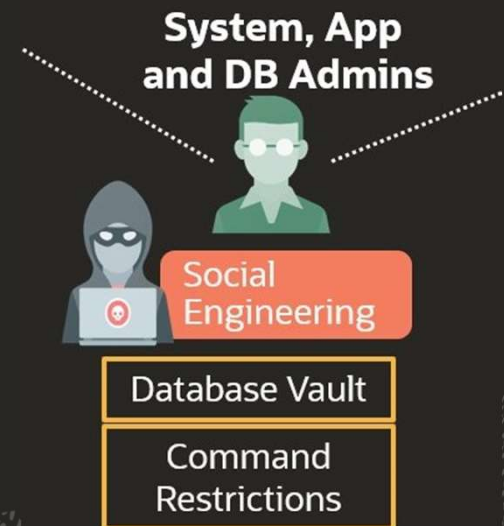 System, App
and DB Admins
Social
Engineering
Database Vault
Command
Restrictions